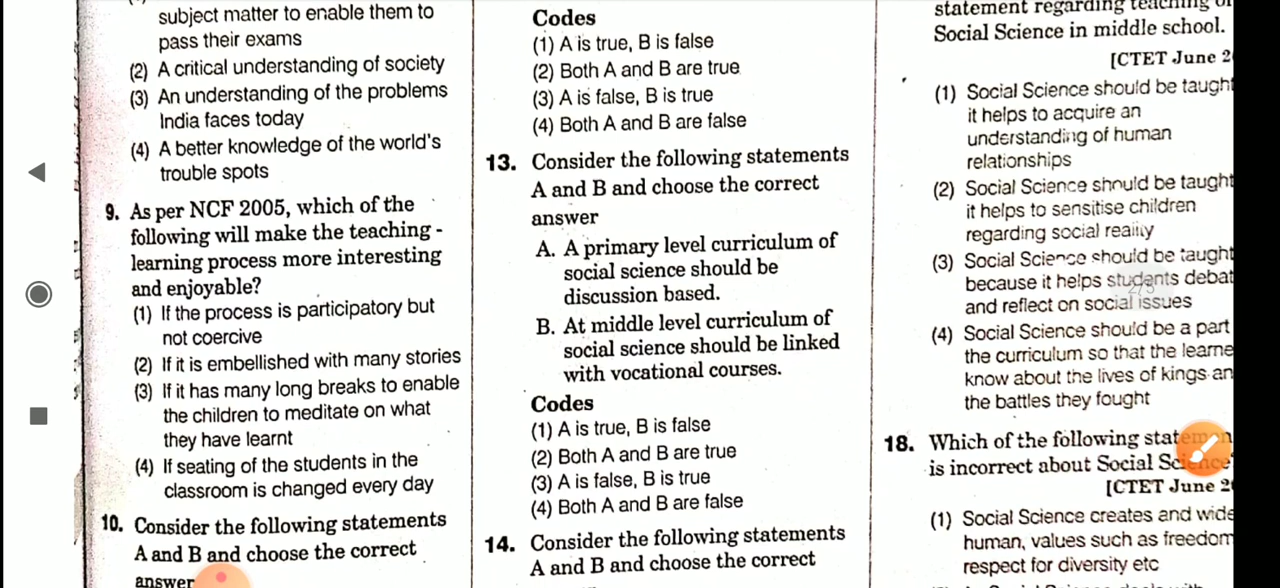 subject matter to enable them to
pass their exams
(2) A critical understanding of society
(3) An understanding of the problems
India faces today
(4) A better knowledge of the world's
trouble spots
9. As per NCF 2005, which of the
following will make the teaching -
learning process more interesting
and enjoyable?
(1) If the process is participatory but
not coercive
(2) If it is embellished with many stories
(3) If it has many long breaks to enable
the children to meditate on what
they have learnt
(4) If seating of the students in the
classroom is changed every day
10. Consider the following statements
A and B and choose the correct
answer
Codes
(1) A is true, B is false
(2) Both A and B are true
(3) A is false, B is true
(4) Both A and B are false
13. Consider the following statements
A and B and choose the correct
answer
A. A primary level curriculum of
social science should be
discussion based.
B. At middle level curriculum of
social science should be linked
with vocational courses.
Codes
(1) A is true, B is false
(2) Both A and B are true
(3) A is false, B is true
(4) Both A and B are false
14. Consider the following statements
A and B and choose the correct
statement regarding teaching of
Social Science in middle school.
[CTET June 2
(1) Social Science should be taught
it helps to acquire an
understanding of human
relationships
(2) Social Science should be taught
it helps to sensitise children
regarding social reality
(3) Social Science should be taught
because it helps students debat
and reflect on social issues
(4) Social Science should be a part
the curriculum so that the learne
know about the lives of kings an
the battles they fought
18. Which of the following statemen
is incorrect about Social Science
[CTET June 2
(1) Social Science creates and wide
human, values such as freedom
respect for diversity etc